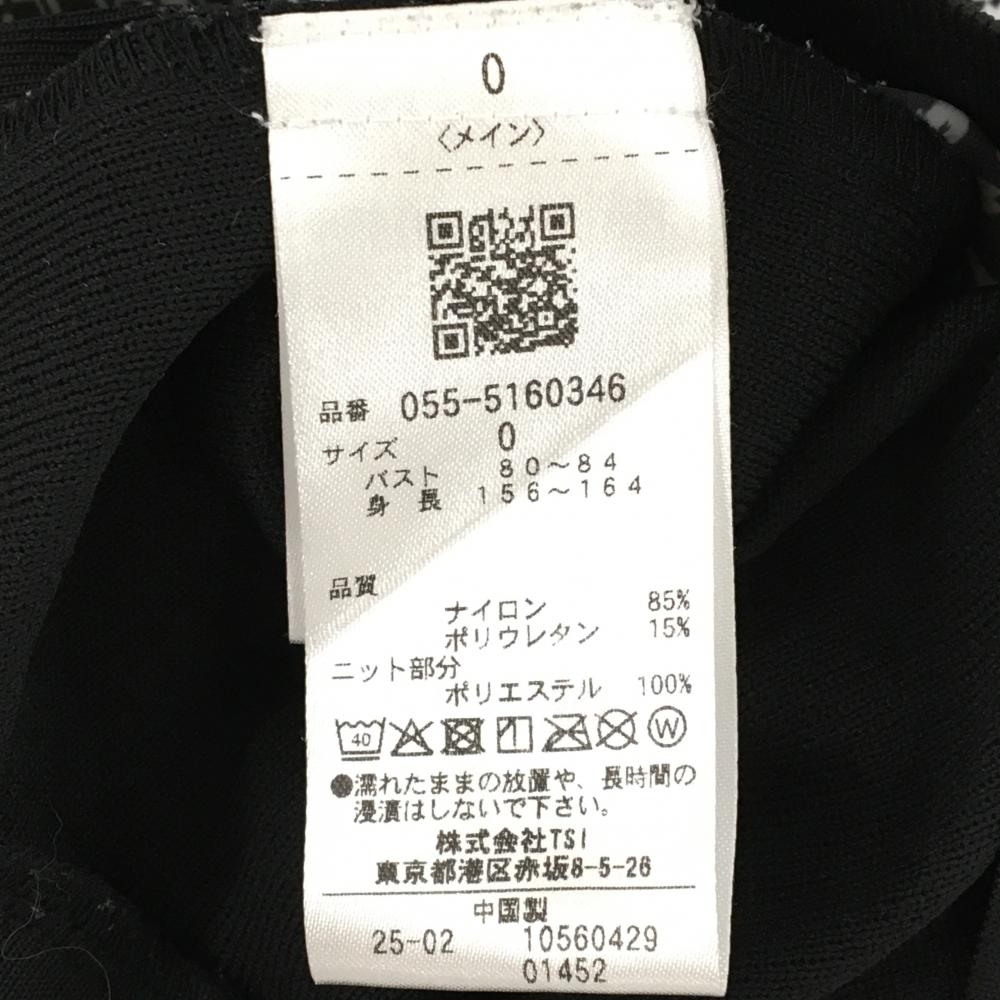 0
〈メイン〉
品番 055-5160346
サイズ 0
バスト 80～84
身長 156～164
品質
ナイロン 85%
ポリウレタン 15%
ニット部分
ポリエステル 100%
40 W
●濡れたままの放置や、長時間の
浸漬はしないで下さい。
株式会社TSI
東京都港区赤坂8-5-26
中国製
25-02 10560429
01452